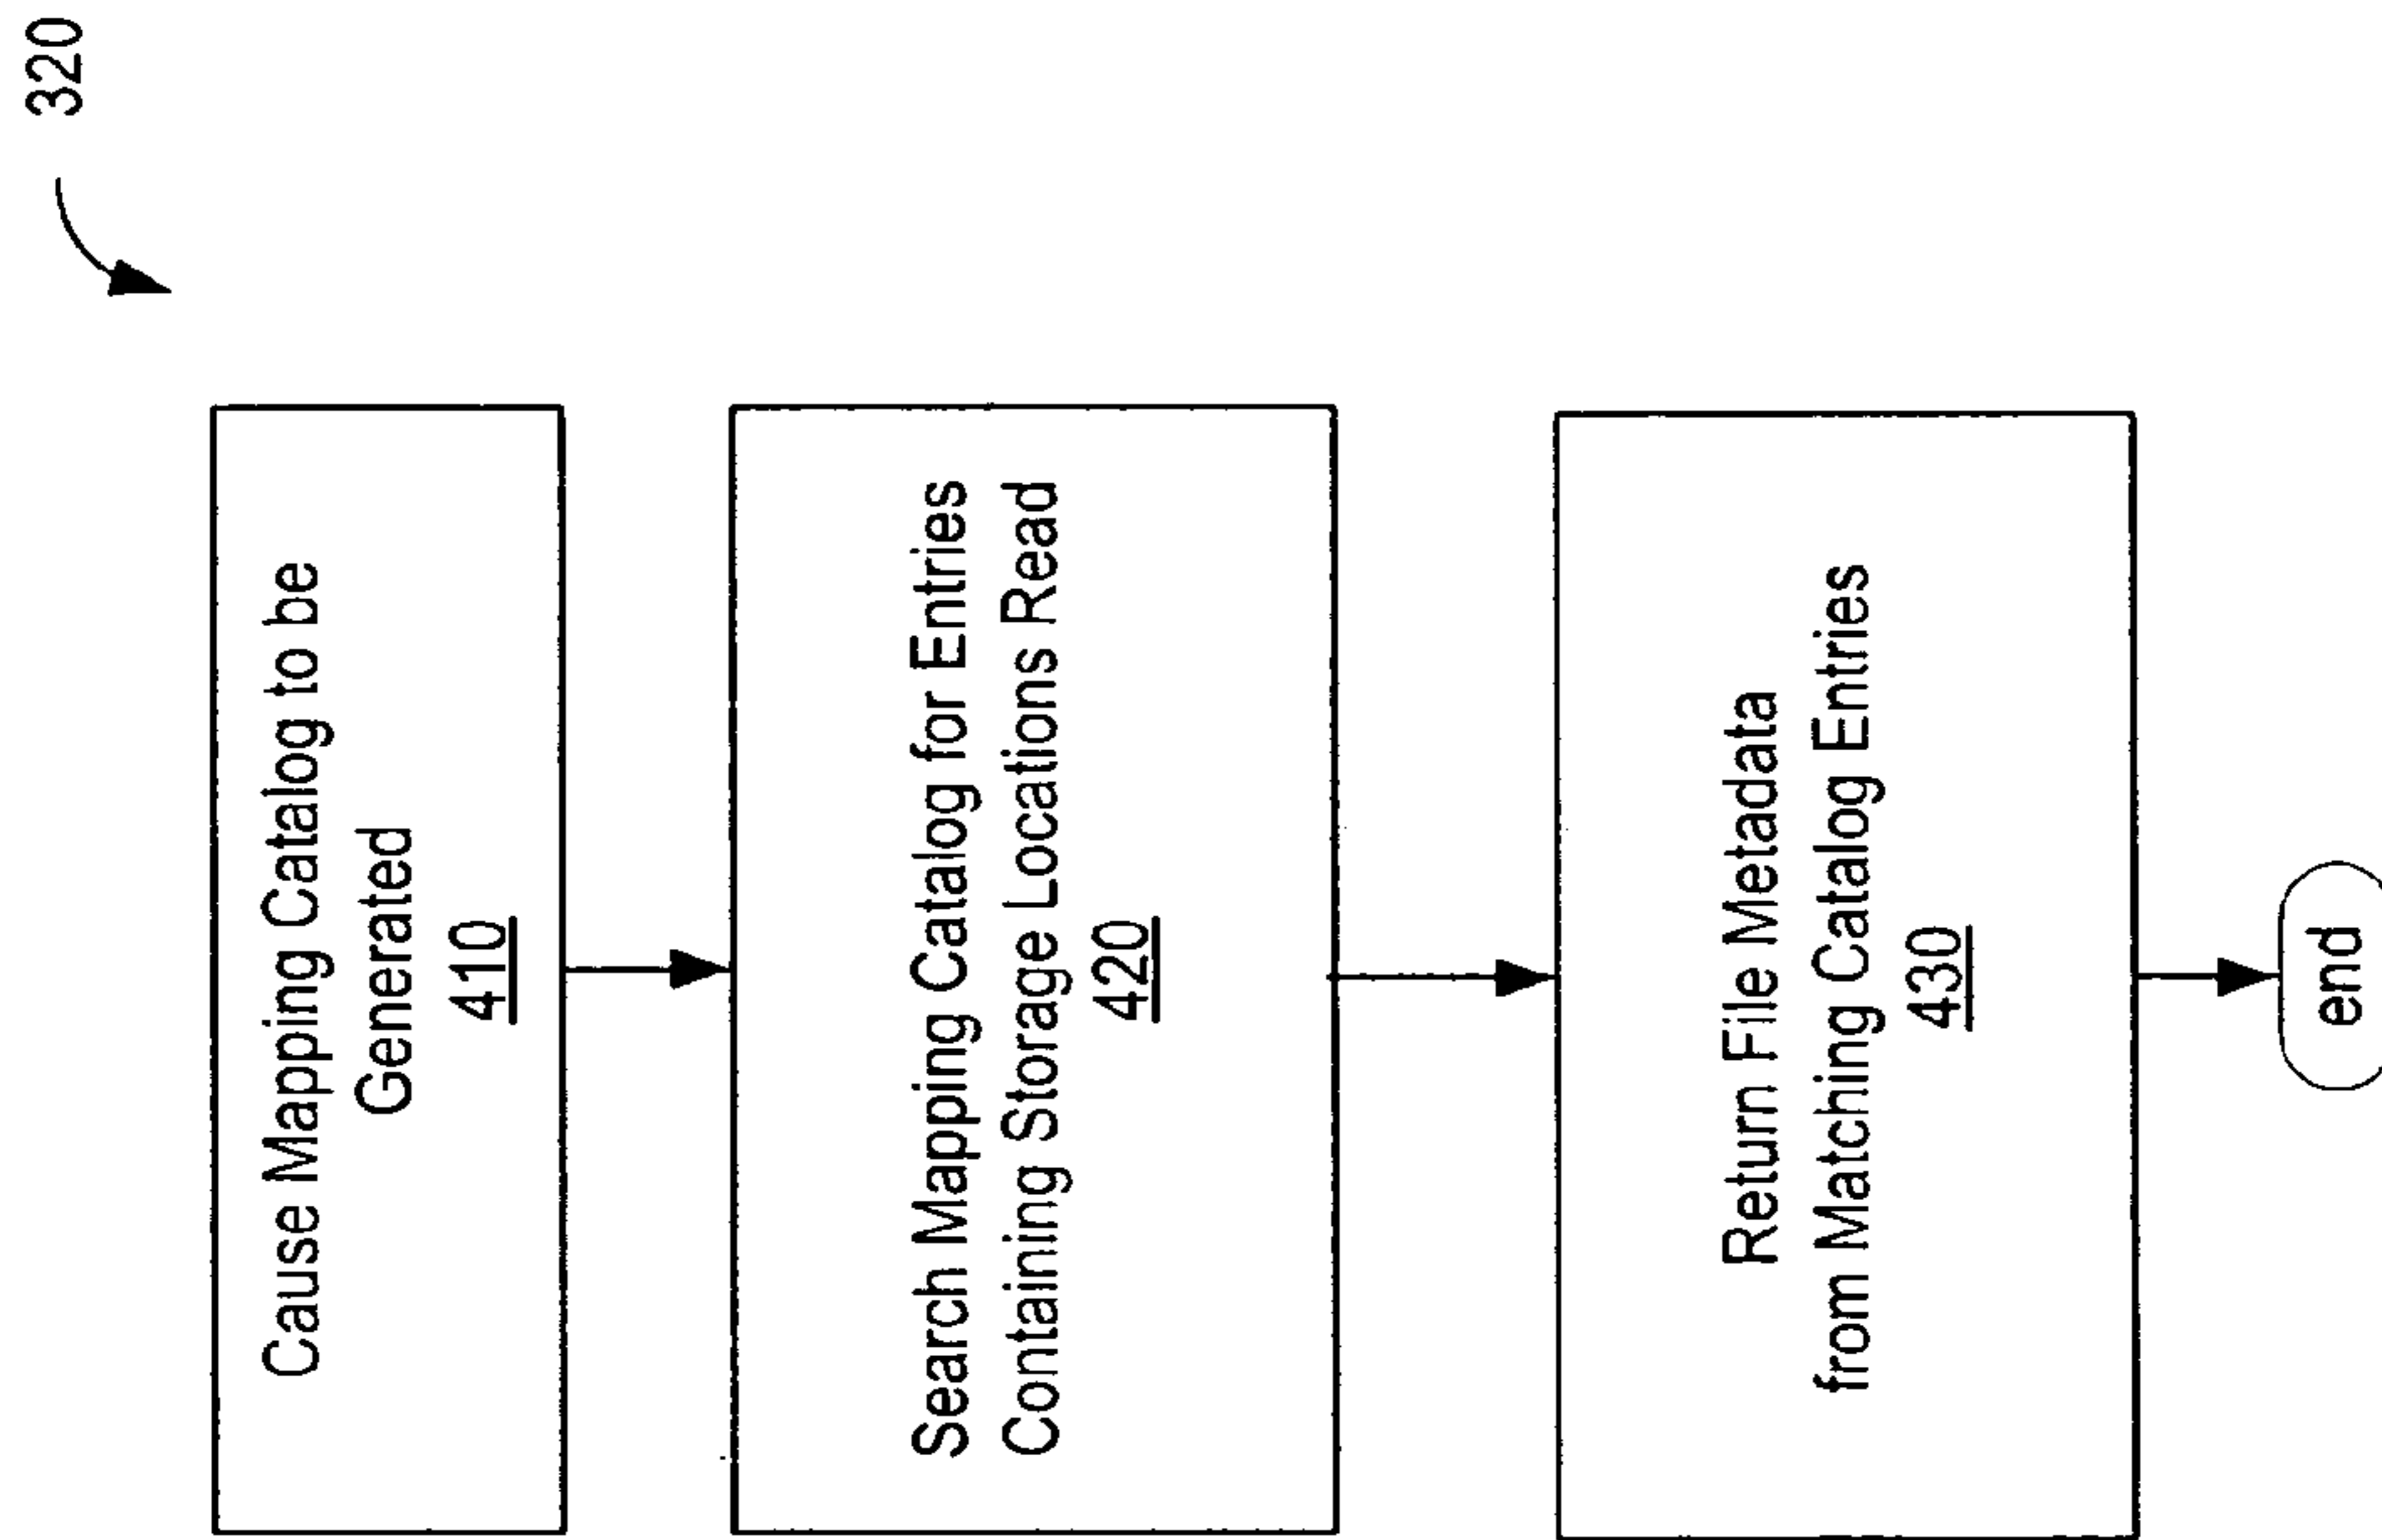 320
Cause Mapping Catalog to be
Generated
410
Search Mapping Catalog for Entries
Containing Storage Locations Read
420
Return File Metadata
from Matching Catalog Entries
430
end